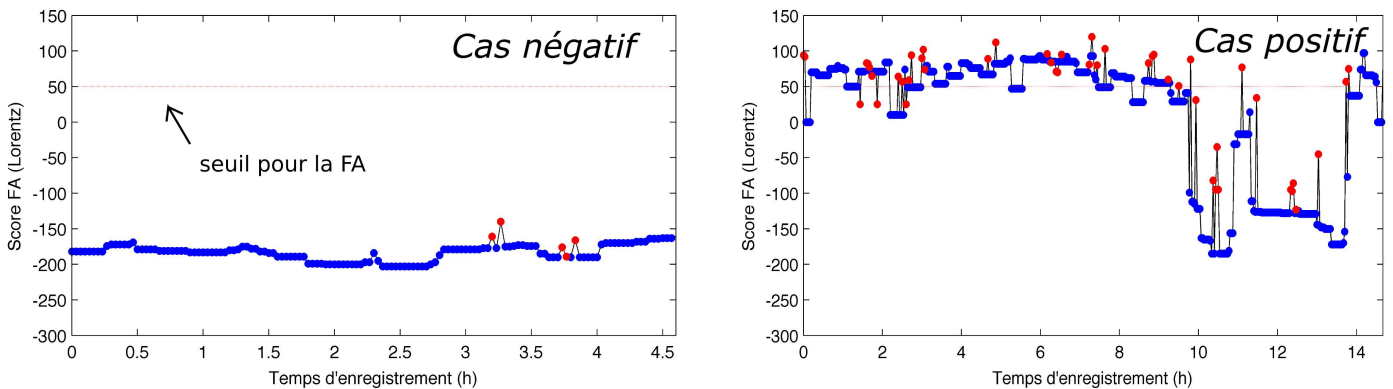 Cas négatif
150
100
50
0
-50
-100
-150
-200
-250
-300
Score FA (Lorentz)
seuil pour la FA
0 0.5 1 1.5 2 2.5 3 3.5 4 4.5
Temps d'enregistrement (h)
Cas positif
150
100
50
0
-50
-100
-150
-200
-250
-300
Score FA (Lorentz)
0 2 4 6 8 10 12 14
Temps d'enregistrement (h)